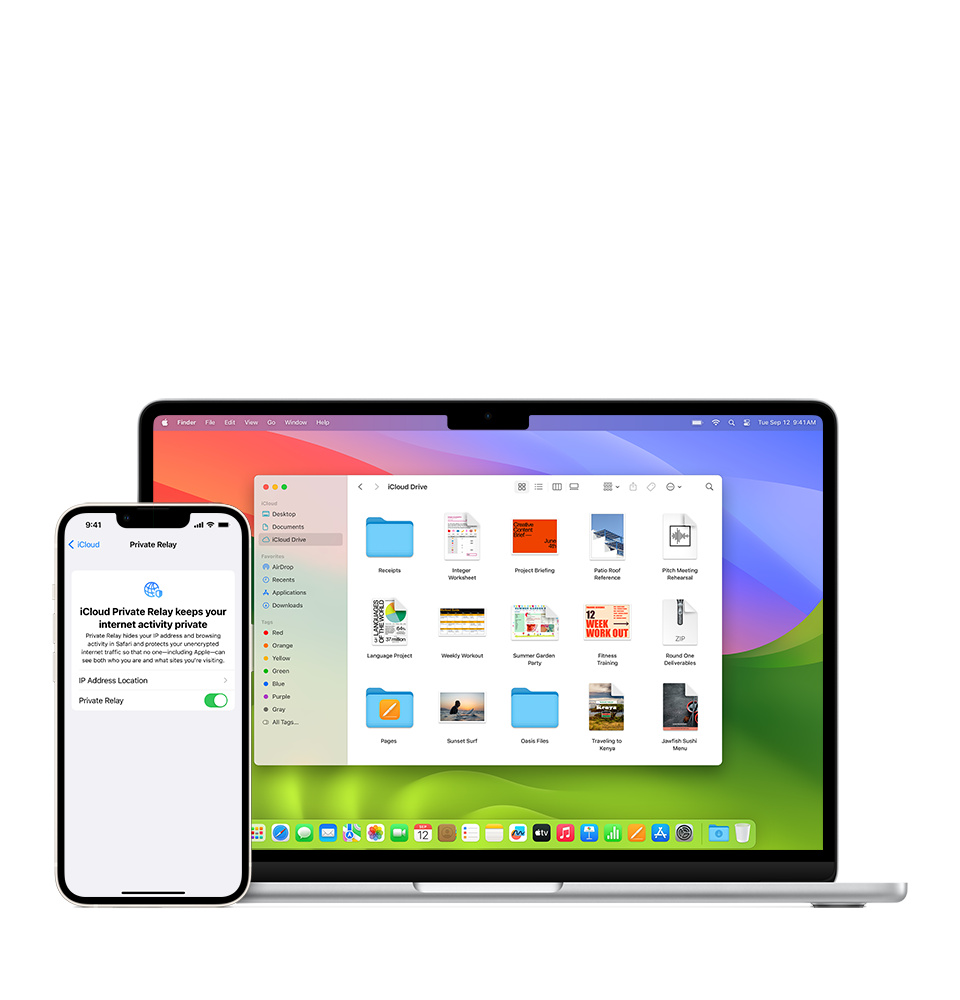 Finder File Edit View Go Window Help
Tue Sep 12 9:41 AM
iCloud
Desktop
Documents
iCloud Drive
Favorites
AirDrop
Recents
Applications
Downloads
Tags
Red
Orange
Yellow
Green
Blue
Purple
Gray
All Tags...
iCloud Drive
Creative
Content
Brief —
June
4th
Receipts
Integer
Worksheet
Project Briefing
Patio Roof
Reference
Pitch Meeting
Rehearsal
LANGUAGES
OF THE WORLD
64%
37 million
12
WEEK
WORK OUT
ZIP
Language Project
Weekly Workout
Summer Garden
Party
Fitness
Training
Round One
Deliverables
Kenya
Pages
Sunset Surf
Oasis Files
Traveling to
Kenya
Jawfish Sushi
Menu
12
tv
9:41
iCloud
Private Relay
iCloud Private Relay keeps your
internet activity private
Private Relay hides your IP address and browsing
activity in Safari and protects your unencrypted
internet traffic so that no one—including Apple—can
see both who you are and what sites you're visiting.
IP Address Location
Private Relay